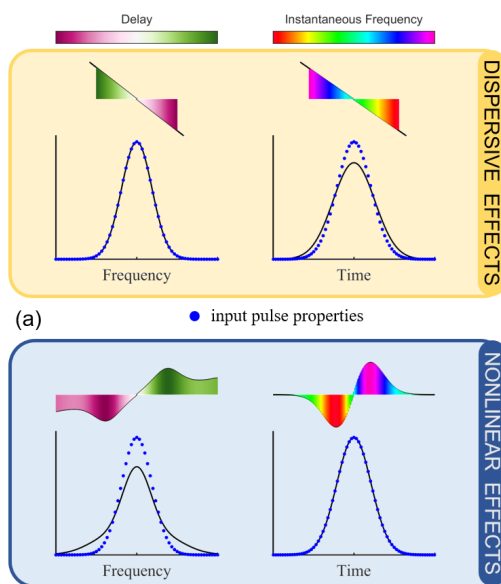 Delay
Instantaneous Frequency
DISPERSIVE EFFECTS
Frequency
Time
(a)
input pulse properties
NONLINEAR EFFECTS
Frequency
Time